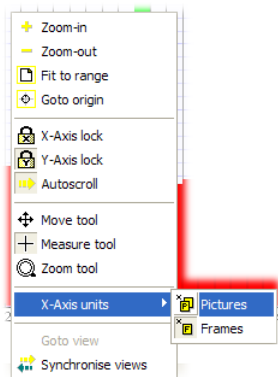 Zoom-in
Zoom-out
Fit to range
Goto origin
X-Axis lock
Y-Axis lock
Autoscroll
Move tool
Measure tool
Zoom tool
X-Axis units
Pictures
Frames
Goto view
Synchronise views